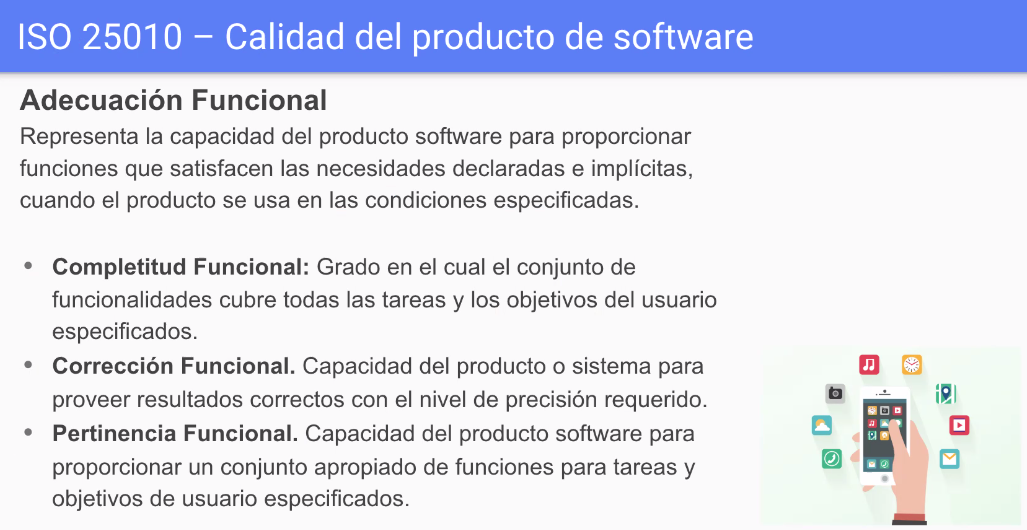 ISO 25010 – Calidad del producto de software
Adecuación Funcional
Representa la capacidad del producto software para proporcionar
funciones que satisfacen las necesidades declaradas e implícitas,
cuando el producto se usa en las condiciones especificadas.
• Completitud Funcional: Grado en el cual el conjunto de
funcionalidades cubre todas las tareas y los objetivos del usuario
especificados.
• Corrección Funcional. Capacidad del producto o sistema para
proveer resultados correctos con el nivel de precisión requerido.
• Pertinencia Funcional. Capacidad del producto software para
proporcionar un conjunto apropiado de funciones para tareas y
objetivos de usuario especificados.